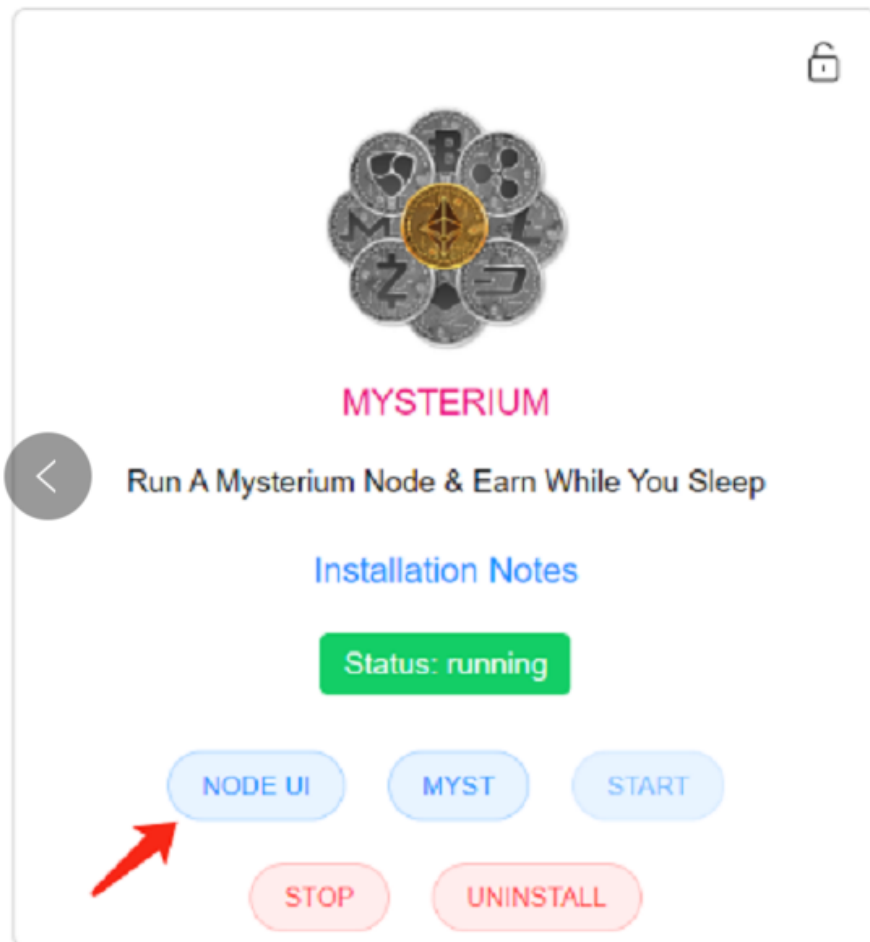 MYSTERIUM
Run A Mysterium Node & Earn While You Sleep
Installation Notes
Status: running
NODE UI MYST START
STOP UNINSTALL